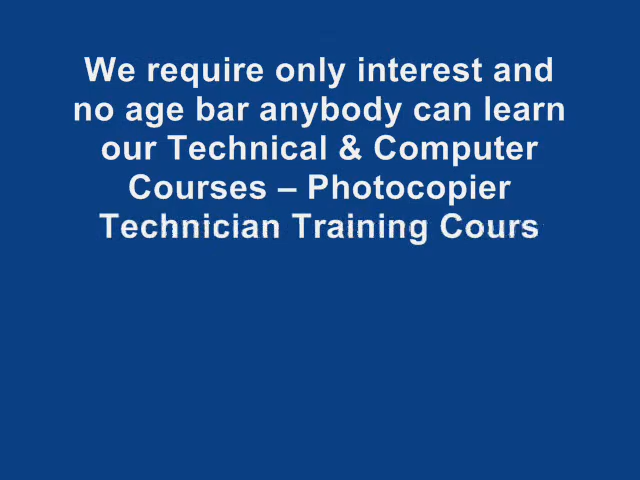 We require only interest and
no age bar anybody can learn
our Technical & Computer
Courses – Photocopier
Technician Training Cours